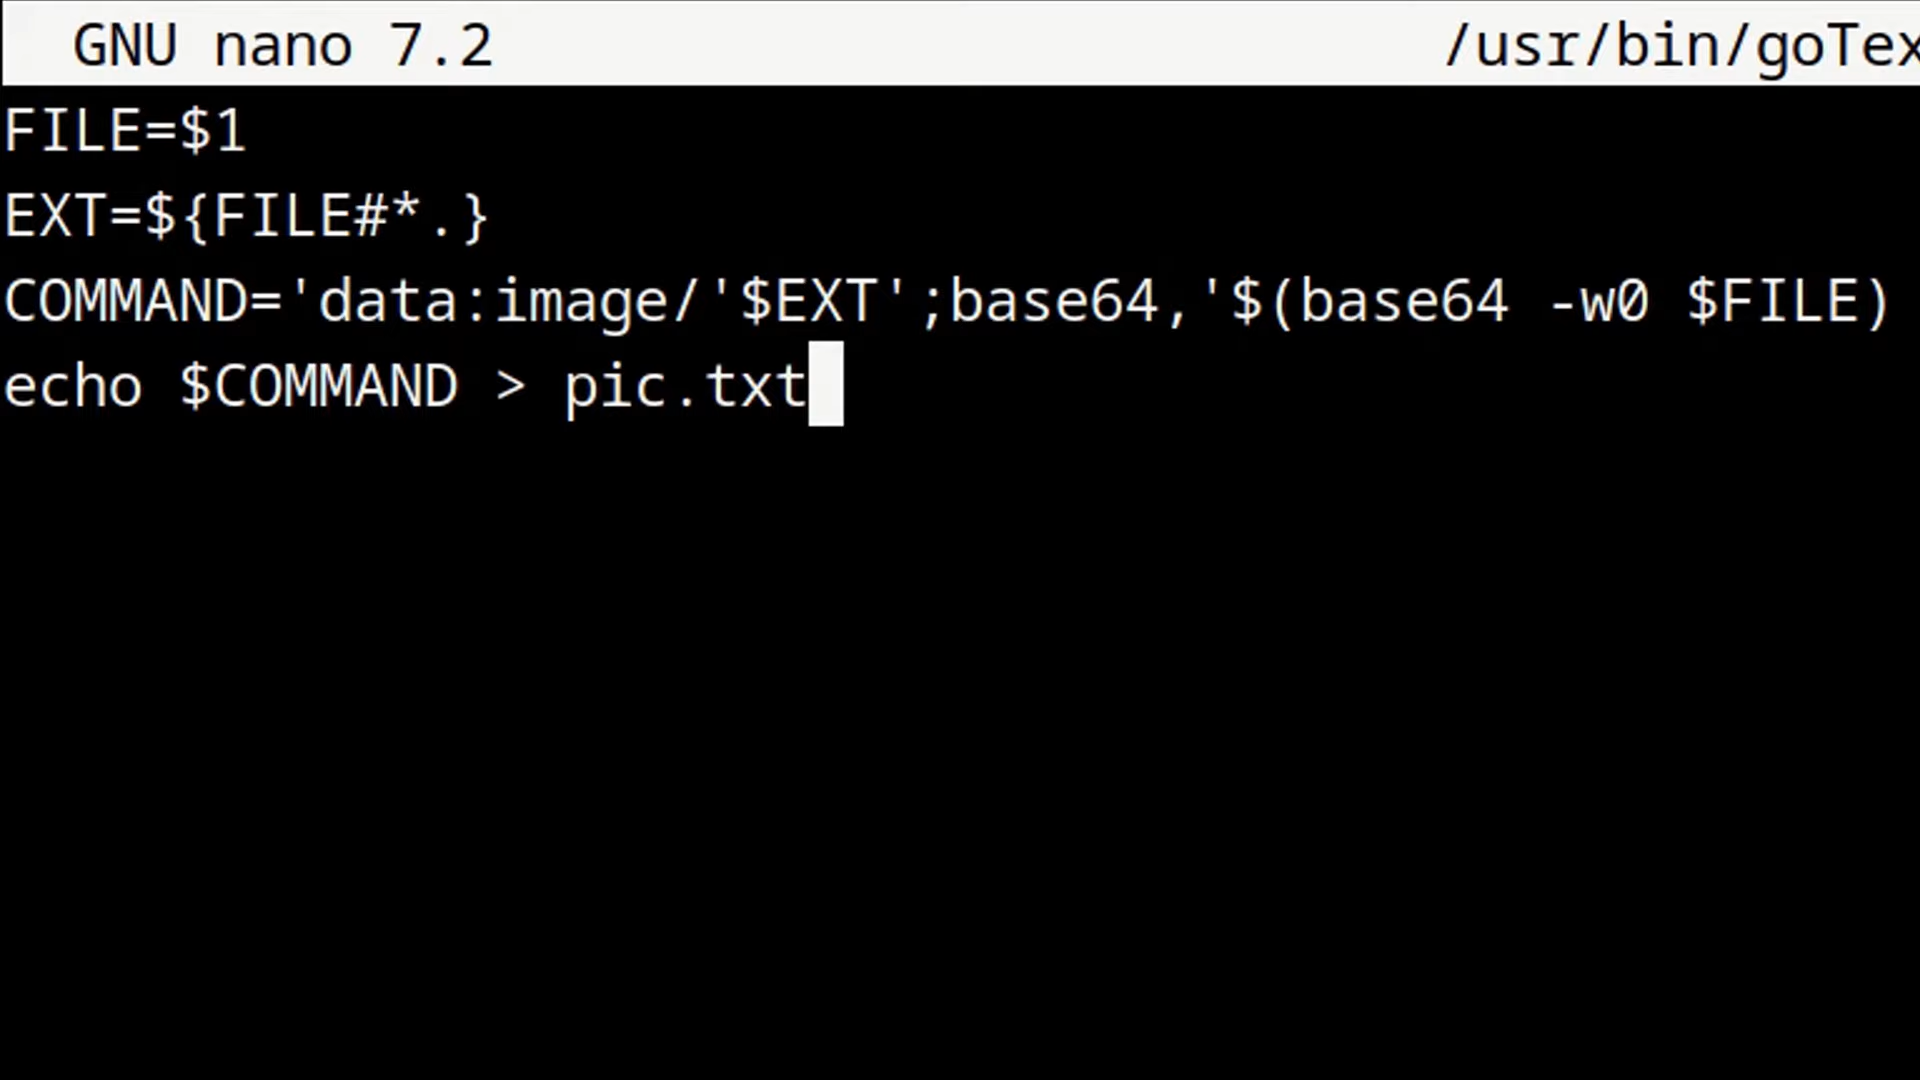 GNU nano 7.2 /usr/bin/goTex
FILE=$1
EXT=${FILE#*.}
COMMAND='data:image/'$EXT';base64,'$(base64 -w0 $FILE)
echo $COMMAND > pic.txt